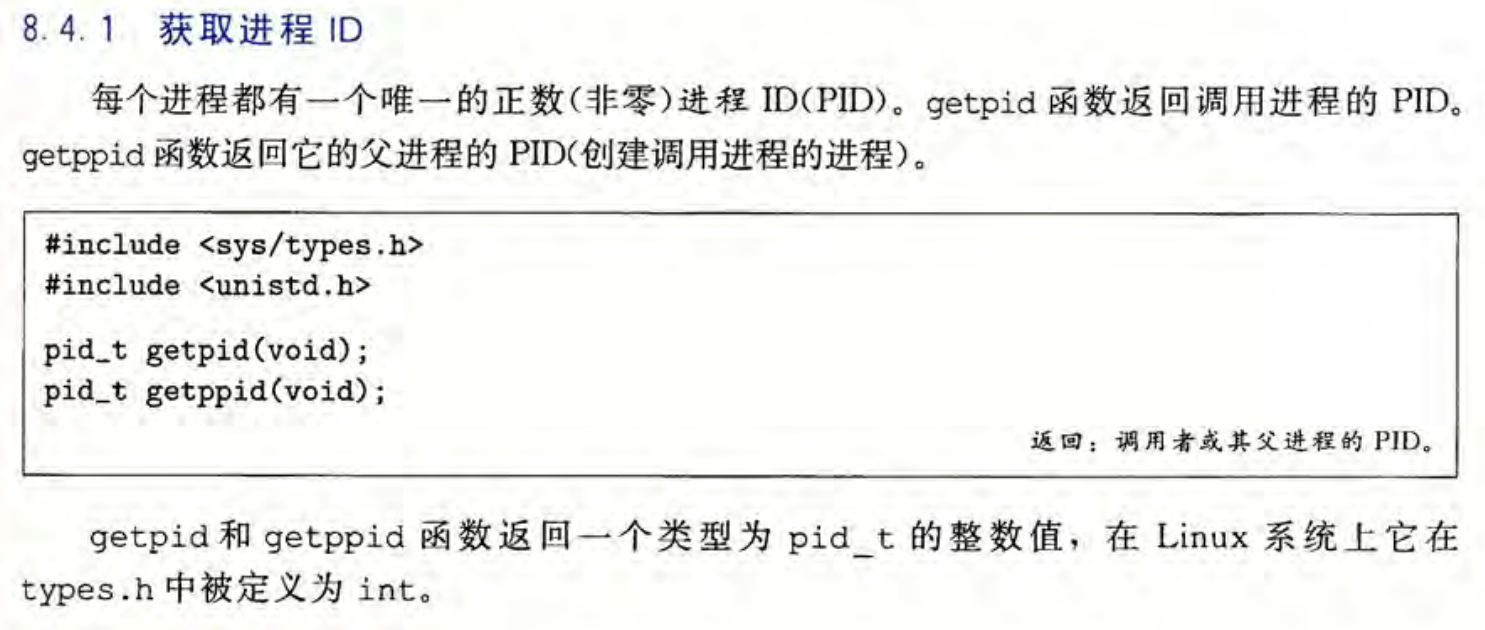 8.4.1 获取进程 ID
每个进程都有一个唯一的正数(非零)进程 ID(PID)。getpid 函数返回调用进程的 PID。
getppid 函数返回它的父进程的 PID(创建调用进程的进程)。
#include <sys/types.h>
#include <unistd.h>
pid_t getpid(void);
pid_t getppid(void);
返回：调用者或其父进程的 PID。
getpid 和 getppid 函数返回一个类型为 pid_t 的整数值，在 Linux 系统上它在
types.h 中被定义为 int。